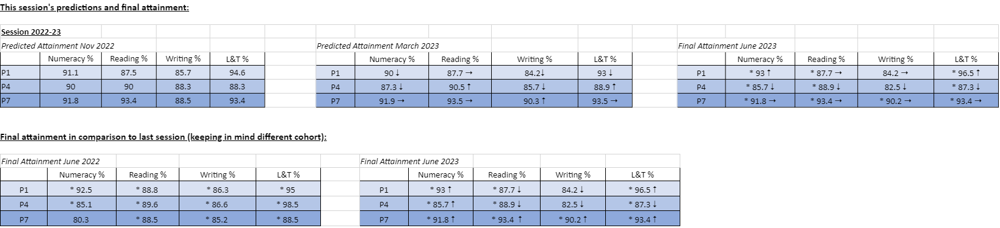 This session's predictions and final attainment:
Session 2022-23
Predicted Attainment Nov 2022 Predicted Attainment March 2023 Final Attainment June 2023
Numeracy % Reading % Writing % L&T % Numeracy % Reading % Writing % L&T % Numeracy % Reading % Writing % L&T %
P1 91.1 87.5 85.7 94.6 P1 90 ↓ 87.7 → 84.2↓ 93 ↓ P1 * 93 ↑ * 87.7 → 84.2 → * 96.5 ↑
P4 90 90 88.3 88.3 P4 87.3 ↓ 90.5 ↑ 85.7 ↓ 88.9 ↑ P4 * 85.7 ↓ * 88.9 ↓ 82.5 ↓ * 87.3 ↓
P7 91.8 93.4 88.5 93.4 P7 91.9 → 93.5 → 90.3 ↑ 93.5 → P7 * 91.8 → * 93.4 → * 90.2 → * 93.4 →
Final attainment in comparison to last session (keeping in mind different cohort):
Final Attainment June 2022 Final Attainment June 2023
Numeracy % Reading % Writing % L&T % Numeracy % Reading % Writing % L&T %
P1 * 92.5 * 88.8 * 86.3 * 95 P1 * 93 ↑ * 87.7 ↓ 84.2 ↓ * 96.5 ↑
P4 * 85.1 * 89.6 * 86.6 * 98.5 P4 * 85.7 ↑ * 88.9 ↓ 82.5 ↓ * 87.3 ↓
P7 80.3 * 88.5 * 85.2 * 88.5 P7 * 91.8 ↑ * 93.4 ↑ * 90.2 ↑ * 93.4 ↑